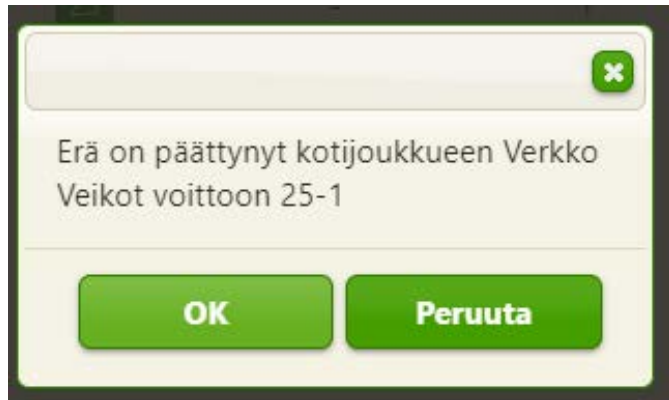 Erä on päättynyt kotijoukkueen Verkko
Veikot voittoon 25-1
OK
Peruuta